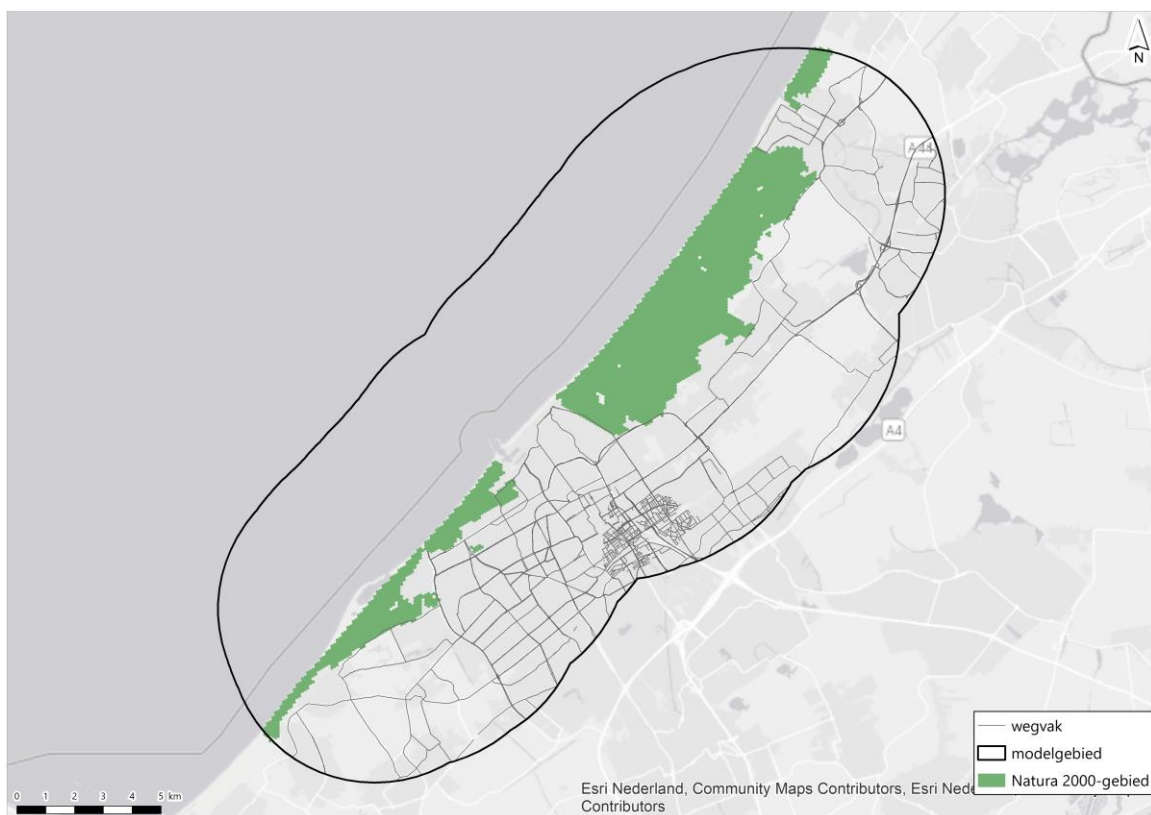 N
A44
A4
wegvak
modelgebied
Natura 2000-gebied
0 1 2 3 4 5 km
Esri Nederland, Community Maps Contributors, Esri Nede
Contributors